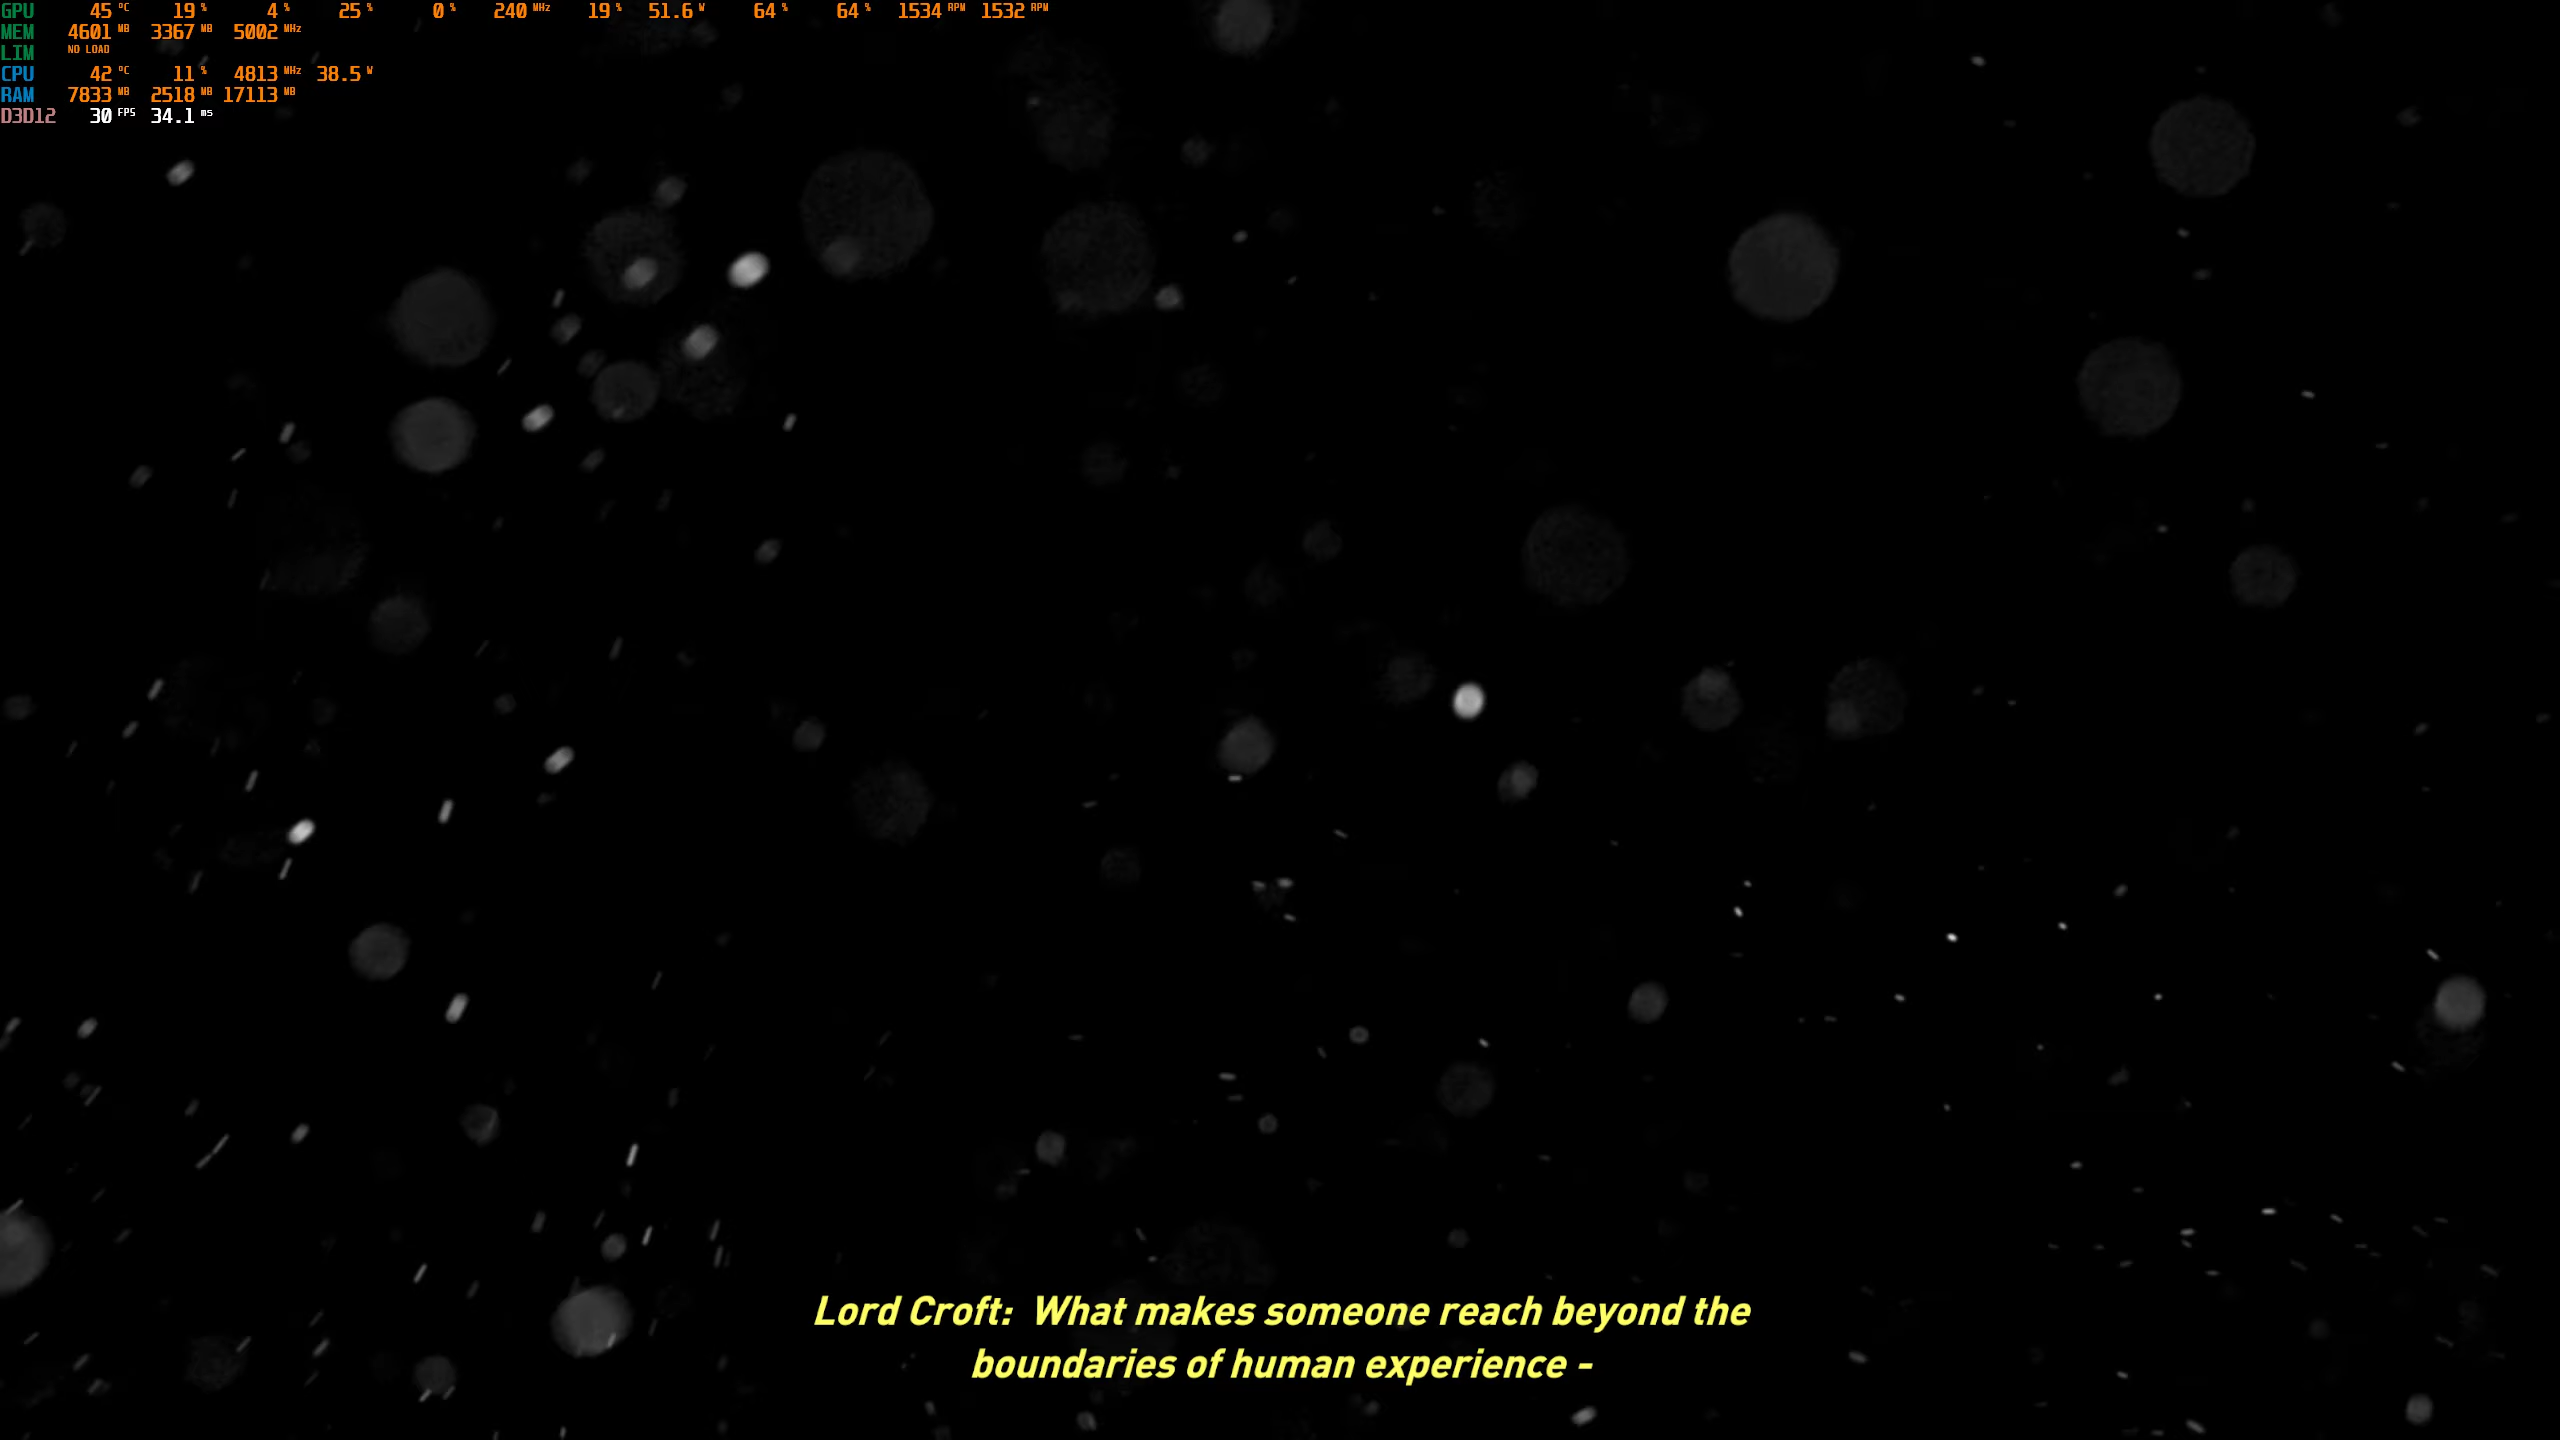 GPU 45 °C 19 % 4 % 25 % 0 % 240 MHz 19 % 51.6 W 64 % 64 % 1534 RPM 1532 RPM
MEM 4601 MB 3367 MB 5002 MHz
LIM NO LOAD
CPU 42 °C 11 % 4813 MHz 38.5 W
RAM 7833 MB 2518 MB 17113 MB
D3D12 30 FPS 34.1 ms
Lord Croft: What makes someone reach beyond the
boundaries of human experience -